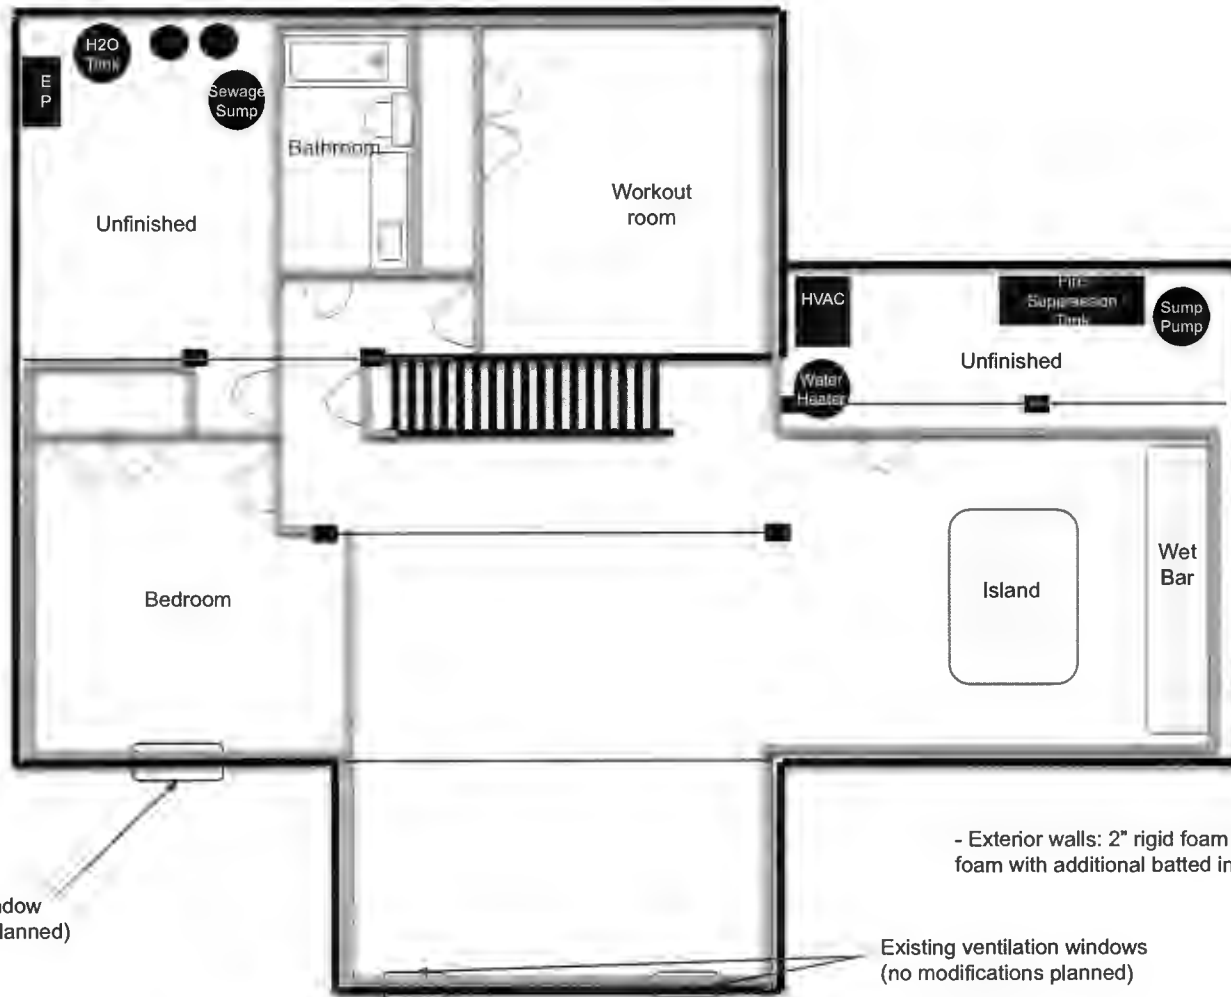 H2O
Tank
E
P
Sewage
Sump
Bathroom
Unfinished
Workout
room
HVAC
Fire
Suppression
Tank
Sump
Pump
Unfinished
Water
Heater
Bedroom
Island
Wet
Bar
- Exterior walls: 2" rigid foam
foam with additional batted in
ndow
lanned)
Existing ventilation windows
(no modifications planned)